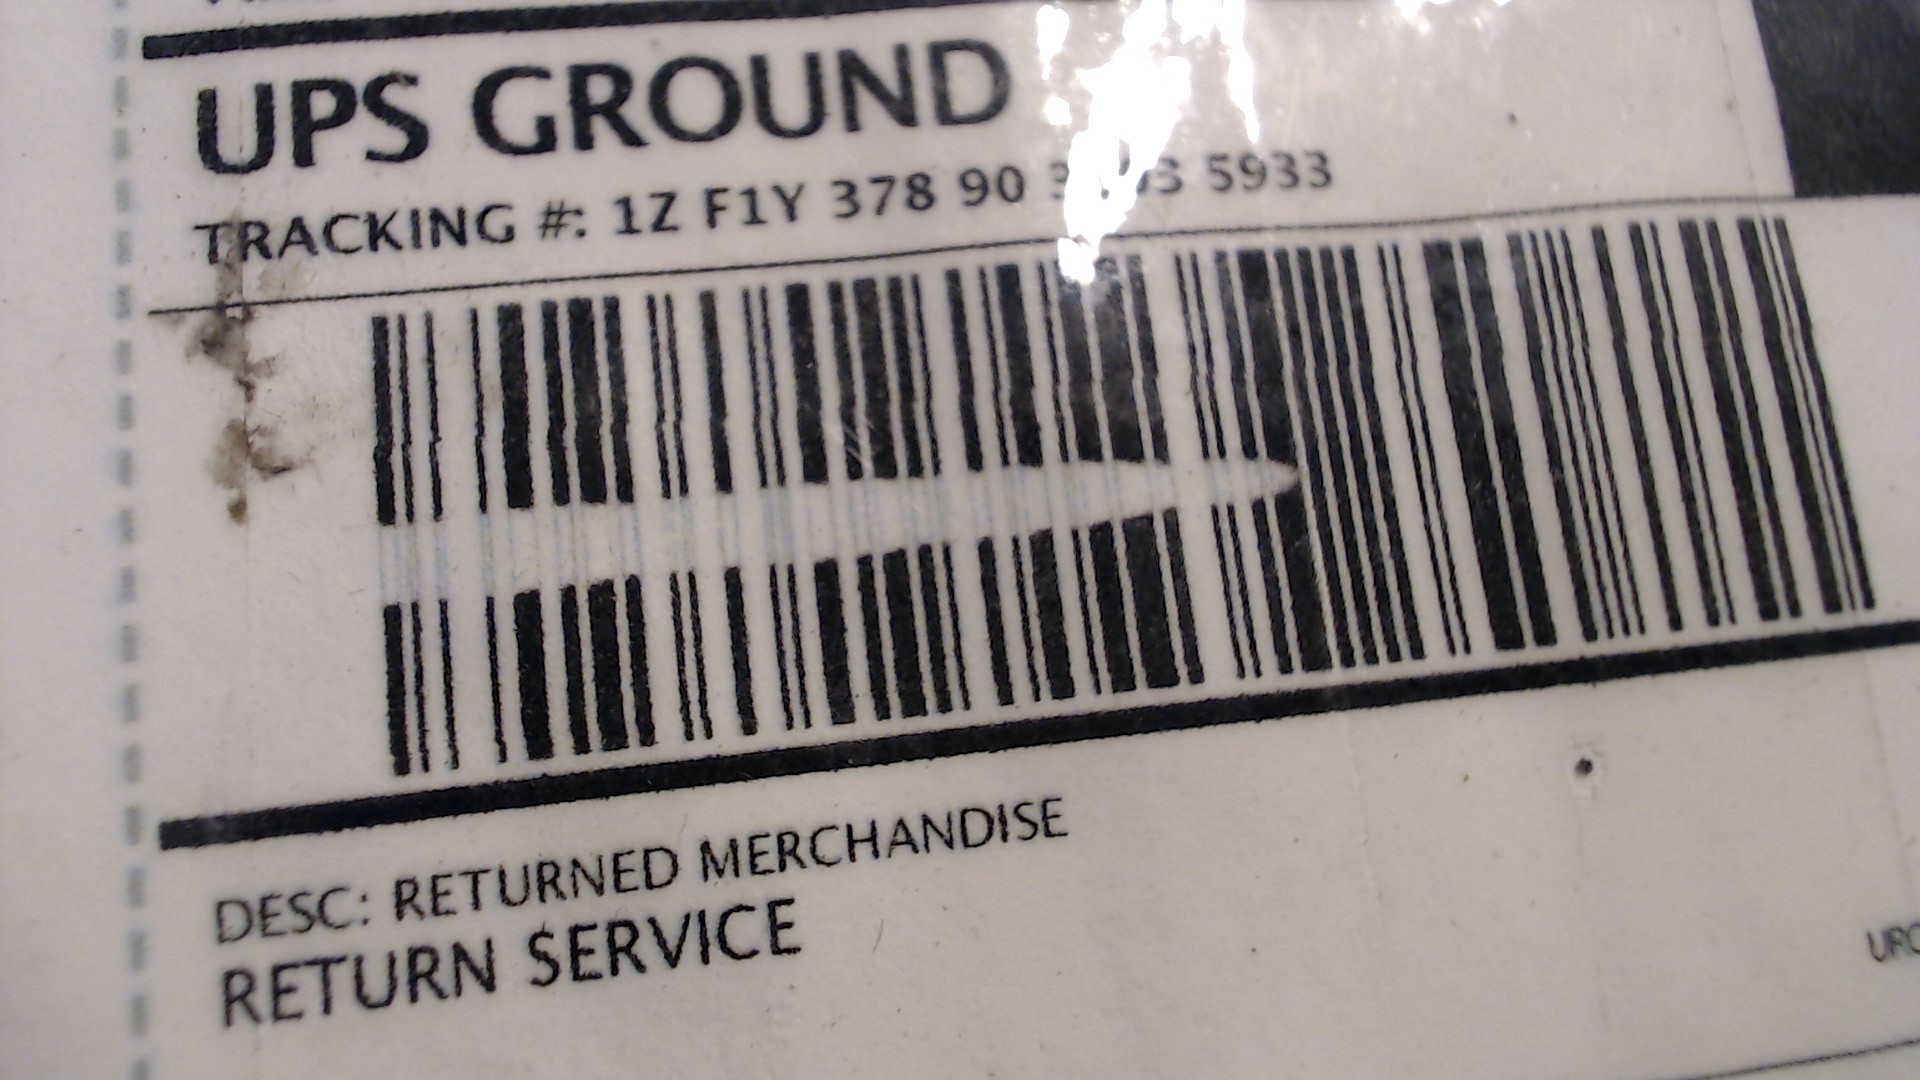 UPS GROUND
TRACKING #: 1Z F1Y 378 90 5933
DESC: RETURNED MERCHANDISE
RETURN SERVICE